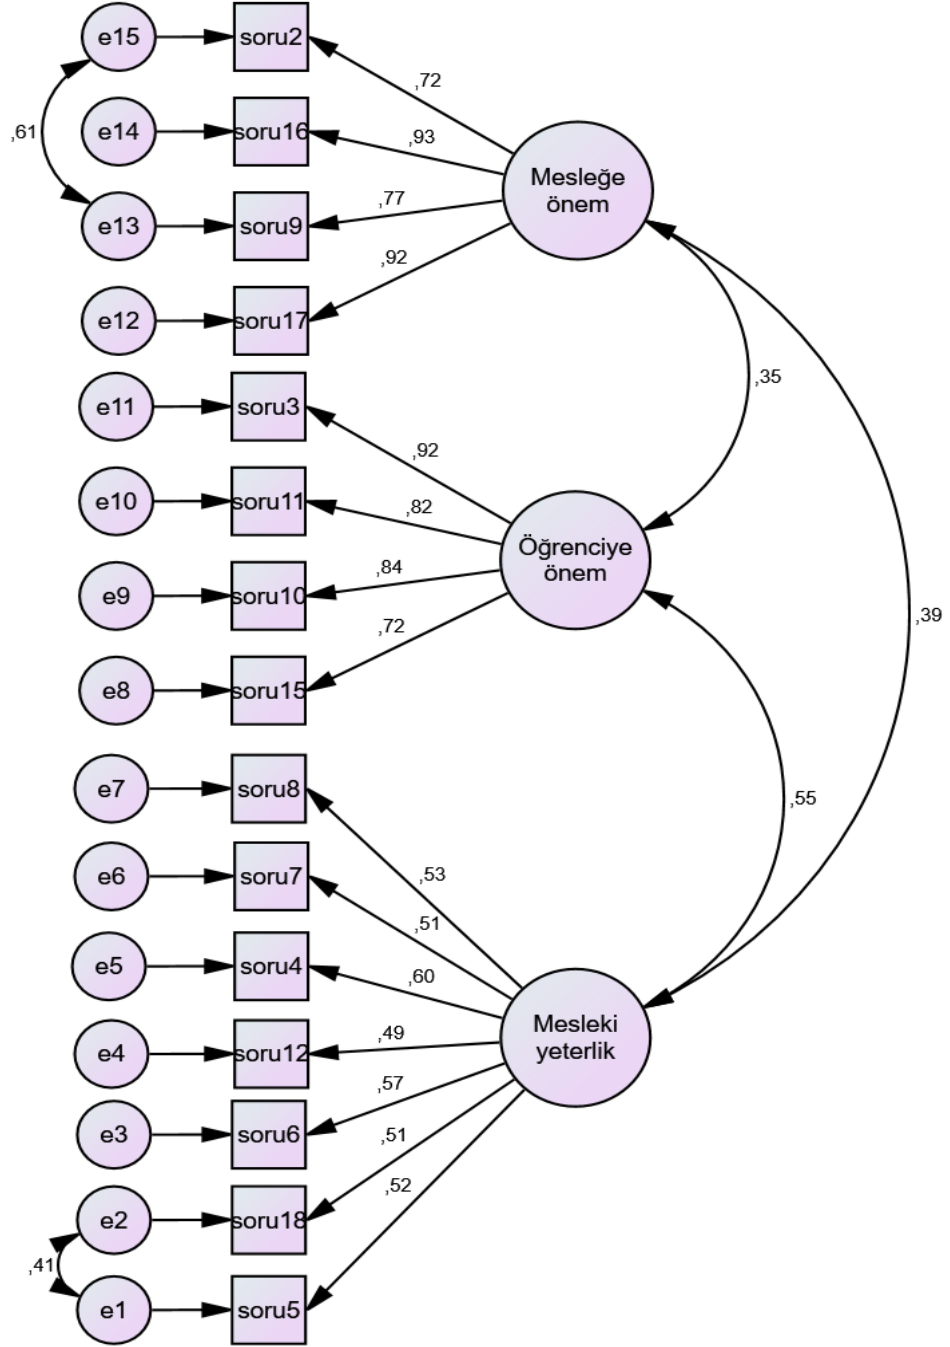 e15
soru2
,72
,61
e14
soru16
,93
Mesleğe
önem
e13
soru9
,77
,92
e12
soru17
,35
e11
soru3
,92
e10
soru11
,82
Öğrenciye
önem
e9
soru10
,84
,39
e8
soru15
,72
e7
soru8
,55
e6
soru7
,53
,51
e5
soru4
,60
Mesleki
yeterlik
e4
soru12
,49
,57
e3
soru6
,51
,52
e2
soru18
,41
e1
soru5